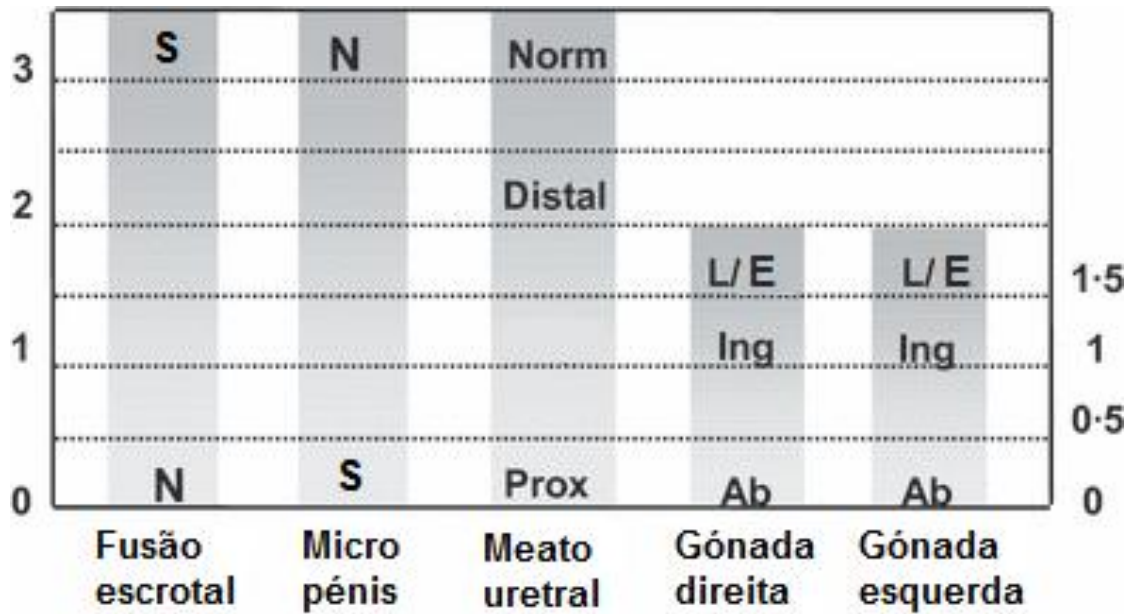 S N Norm
3
Distal
2
L/ E L/ E
1·5
Ing Ing
1 1
0·5
N S Prox Ab Ab
0 0
Fusão escrotal
Micro pénis
Meato uretral
Gónada direita
Gónada esquerda